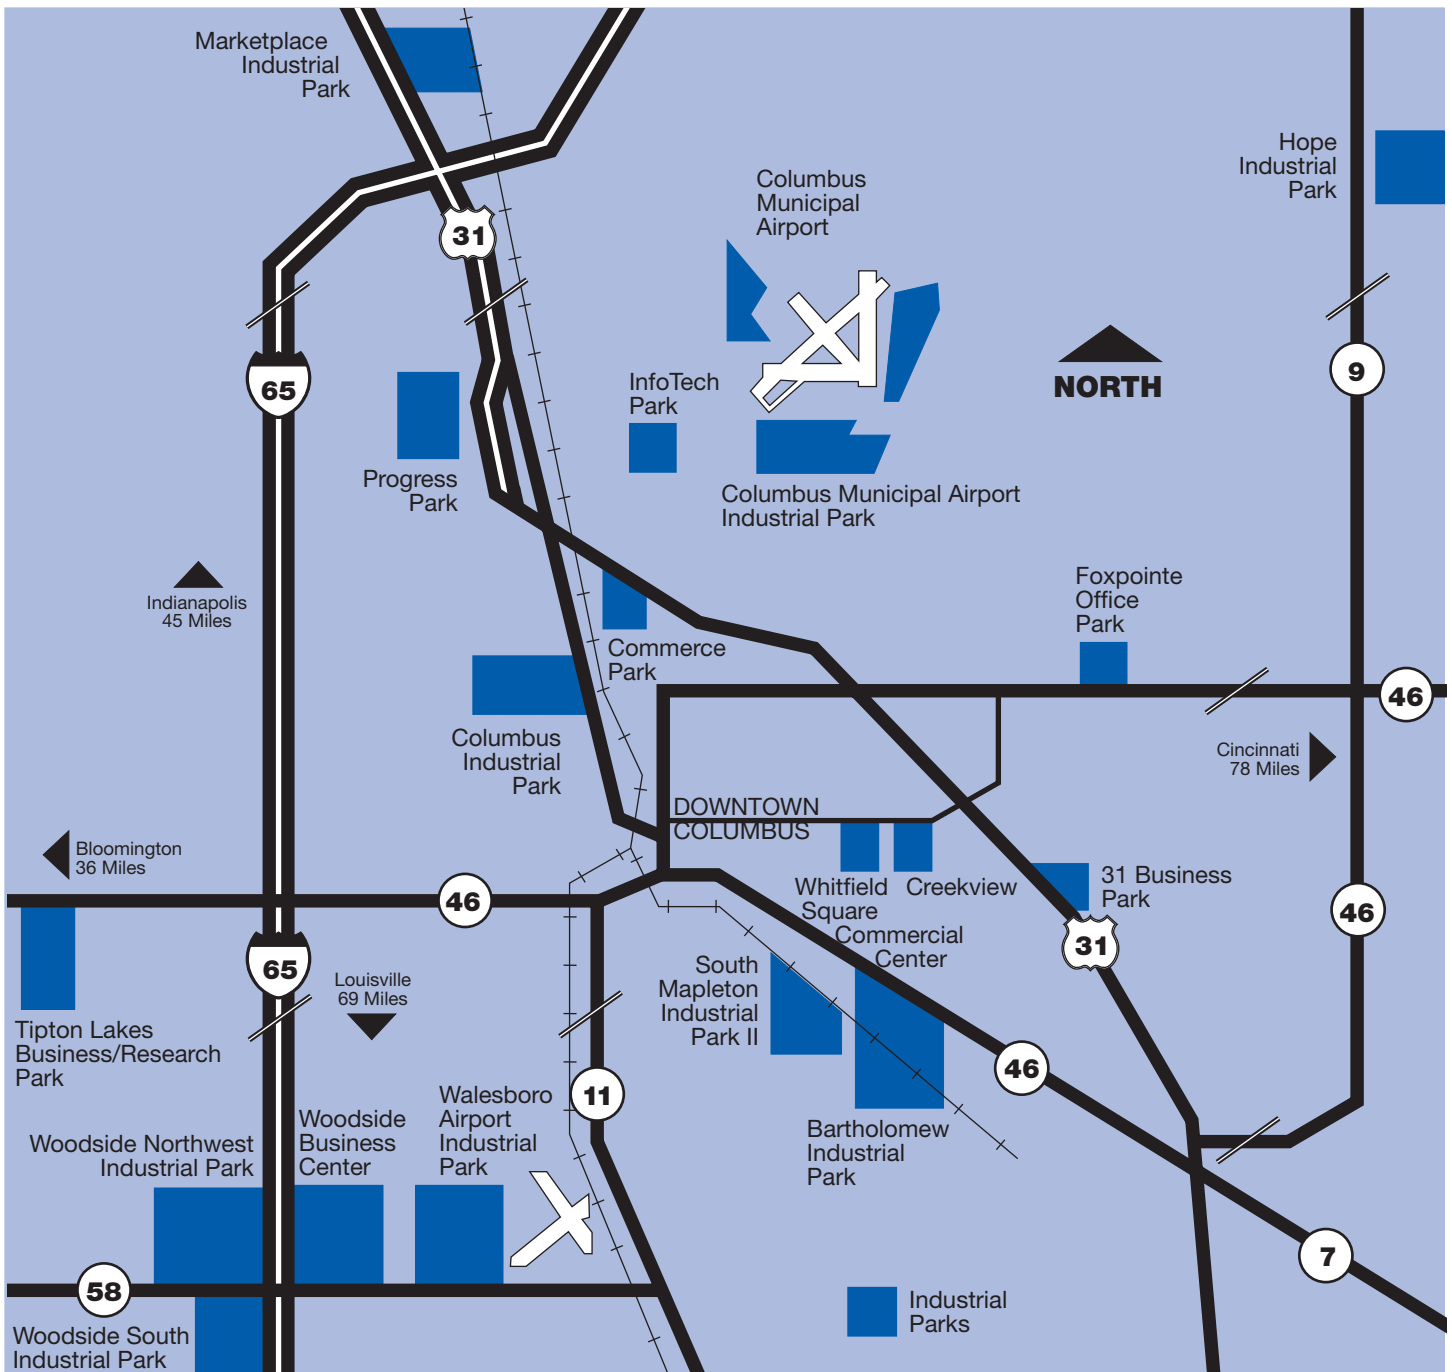 Marketplace
Industrial
Park
31
Columbus
Municipal
Airport
Hope
Industrial
Park
65
InfoTech
Park
NORTH
9
Progress
Park
Columbus Municipal Airport
Industrial Park
Indianapolis
45 Miles
Foxpointe
Office
Park
Commerce
Park
46
Columbus
Industrial
Park
Cincinnati
78 Miles
DOWNTOWN
COLUMBUS
Bloomington
36 Miles
46
Whitfield
Square
Commercial
Center
Creekview
31 Business
Park
46
31
65
Louisville
69 Miles
South
Mapleton
Industrial
Park II
Tipton Lakes
Business/Research
Park
46
11
Walesboro
Airport
Industrial
Park
Woodside
Business
Center
Woodside Northwest
Industrial Park
Bartholomew
Industrial
Park
7
58
Industrial
Parks
Woodside South
Industrial Park